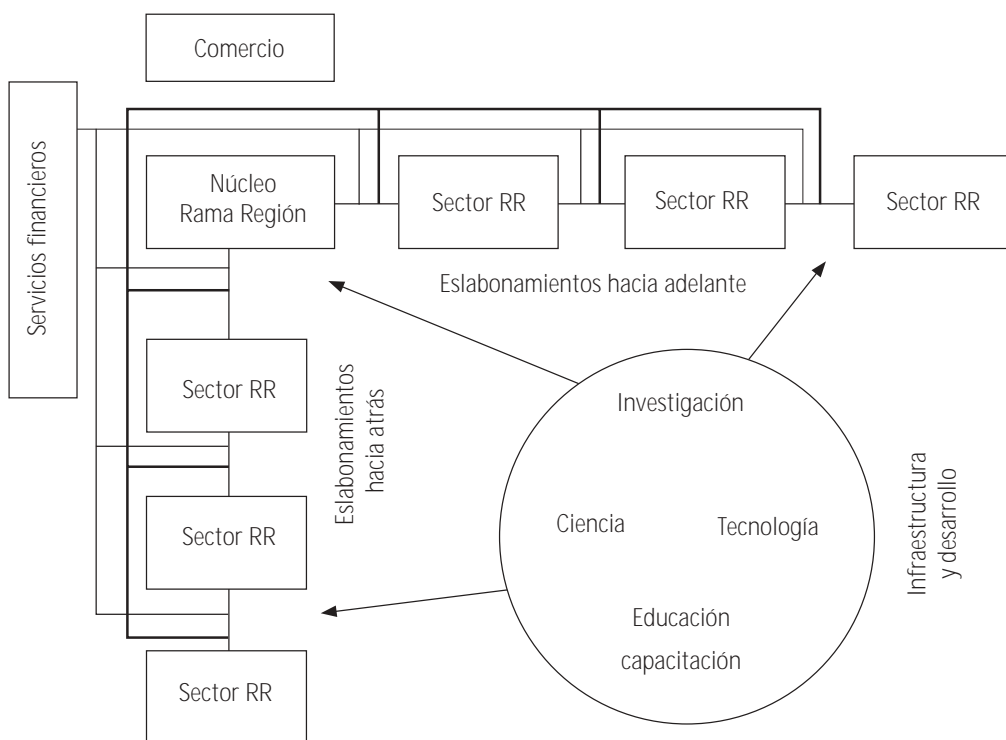 Comercio
Servicios financieros
Núcleo
Rama Región
Sector RR
Sector RR
Sector RR
Eslabonamientos hacia adelante
Sector RR
Eslabonamientos
hacia atrás
Sector RR
Sector RR
Investigación
Ciencia
Tecnología
Educación
capacitación
Infraestructura
y desarrollo